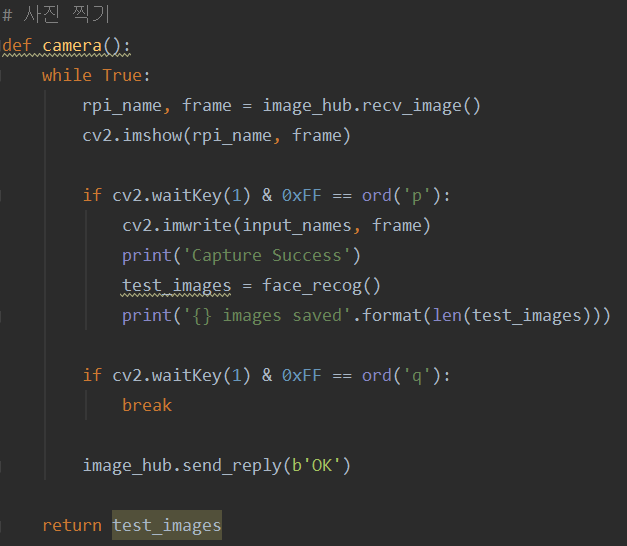 # 사진 찍기
def camera():
while True:
rpi_name, frame = image_hub.recv_image()
cv2.imshow(rpi_name, frame)
if cv2.waitKey(1) & 0xFF == ord('p'):
cv2.imwrite(input_names, frame)
print('Capture Success')
test_images = face_recog()
print('{} images saved'.format(len(test_images)))
if cv2.waitKey(1) & 0xFF == ord('q'):
break
image_hub.send_reply(b'OK')
return test_images